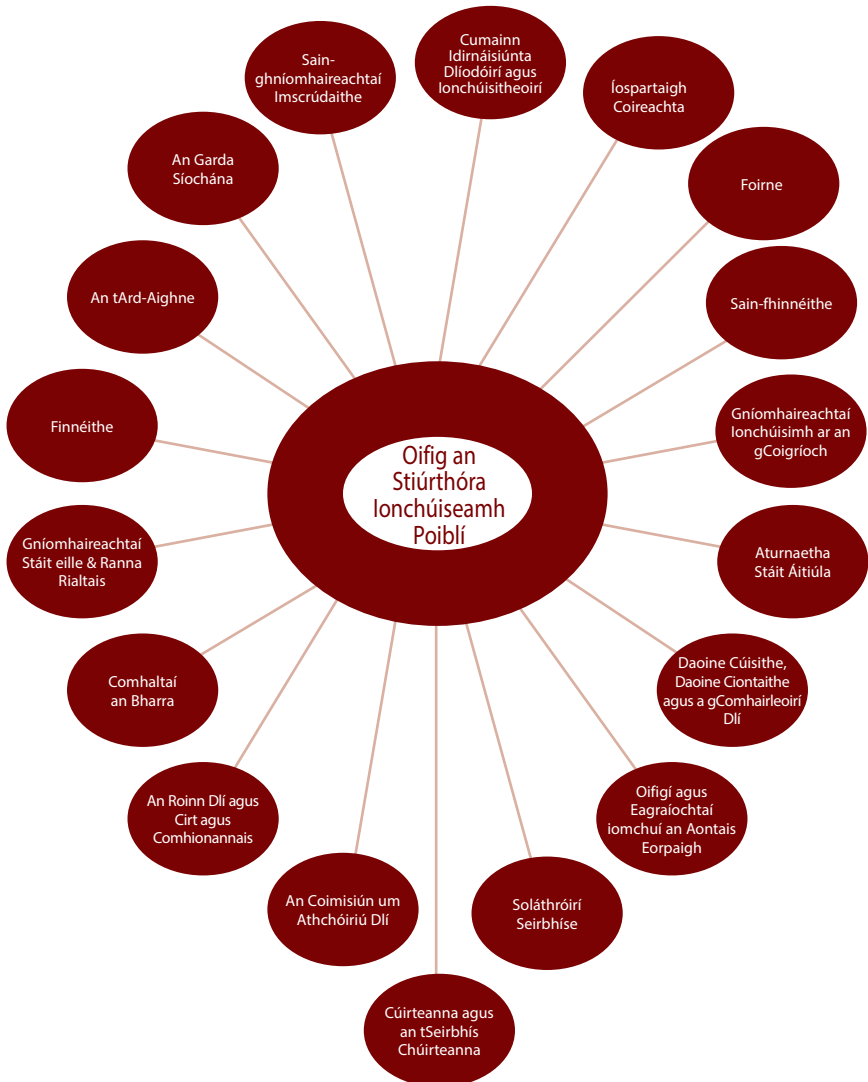 Cumainn
Idirnáisiúnta
Dlíodóirí agus
Ionchúisitheoirí
Sain-
ghníomhaireachtaí
Imscrúdaithe
Íospartaigh
Coireachta
An Garda
Síochána
Foirne
An tArd-Aighne
Sain-fhinnéithe
Finnéithe
Gníomhaireachtaí
Ionchúisimh ar an
gCoigríoch
Oifig an
Stiúrthóra
Ionchúiseamh
Poiblí
Gníomhaireachtaí
Stáit eille & Ranna
Rialtais
Aturnaetha
Stáit Áitiúla
Comhaltaí
an Bharra
Daoine Cúisithe,
Daoine Ciontaithe
agus a gComhairleoirí
Dlí
An Roinn Dlí agus
Cirt agus
Comhionannais
Oifigí agus
Eagraíochtaí
iomchuí an Aontais
Eorpaigh
An Coimisiún um
Athchóiriú Dlí
Soláthróirí
Seirbhíse
Cúirteanna agus
an tSeirbhís
Chúirteanna